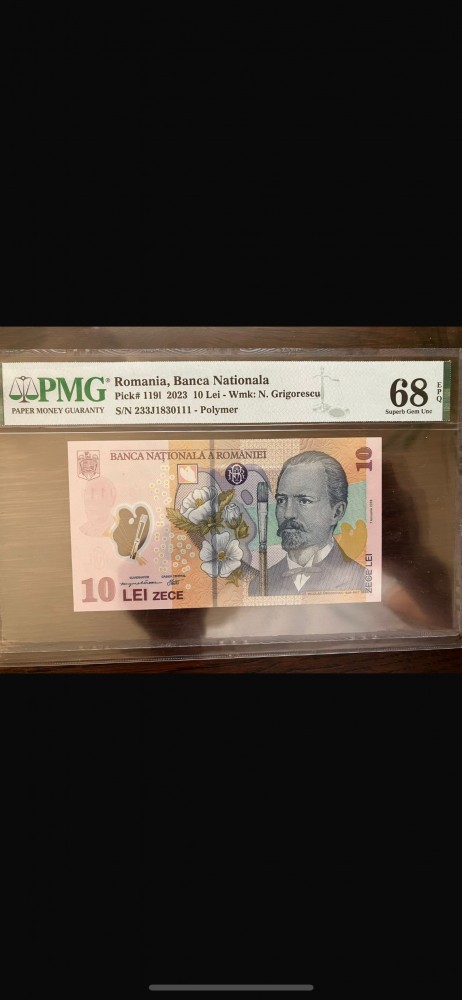 PMG®
PAPER MONEY GUARANTY
Romania, Banca Nationala
Pick# 119l 2023 10 Lei - Wmk: N. Grigorescu
S/N 233J1830111 - Polymer
68
EPQ
Superb Gem Unc
BANCA NAȚIONALĂ A ROMÂNIEI
10
10 LEI ZECE
ZECE LEI